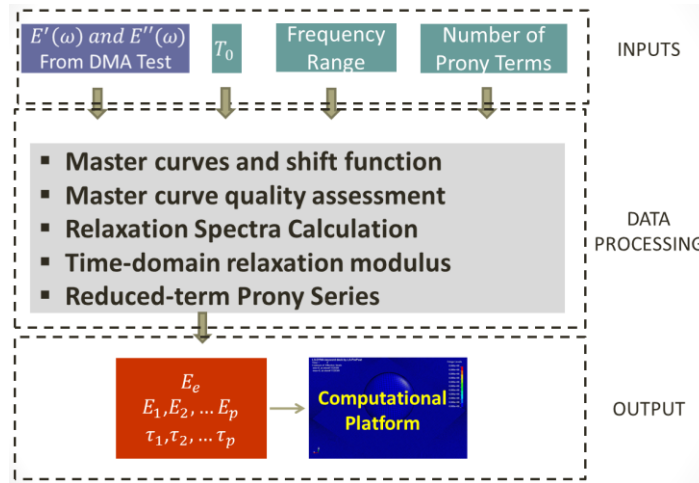 E′(ω) and E′′(ω)
From DMA Test
T₀
Frequency
Range
Number of
Prony Terms
INPUTS
▪ Master curves and shift function
▪ Master curve quality assessment
▪ Relaxation Spectra Calculation
▪ Time-domain relaxation modulus
▪ Reduced-term Prony Series
DATA
PROCESSING
Eₑ
E₁,E₂, … Eₚ
τ₁,τ₂, … τₚ
Computational
Platform
OUTPUT